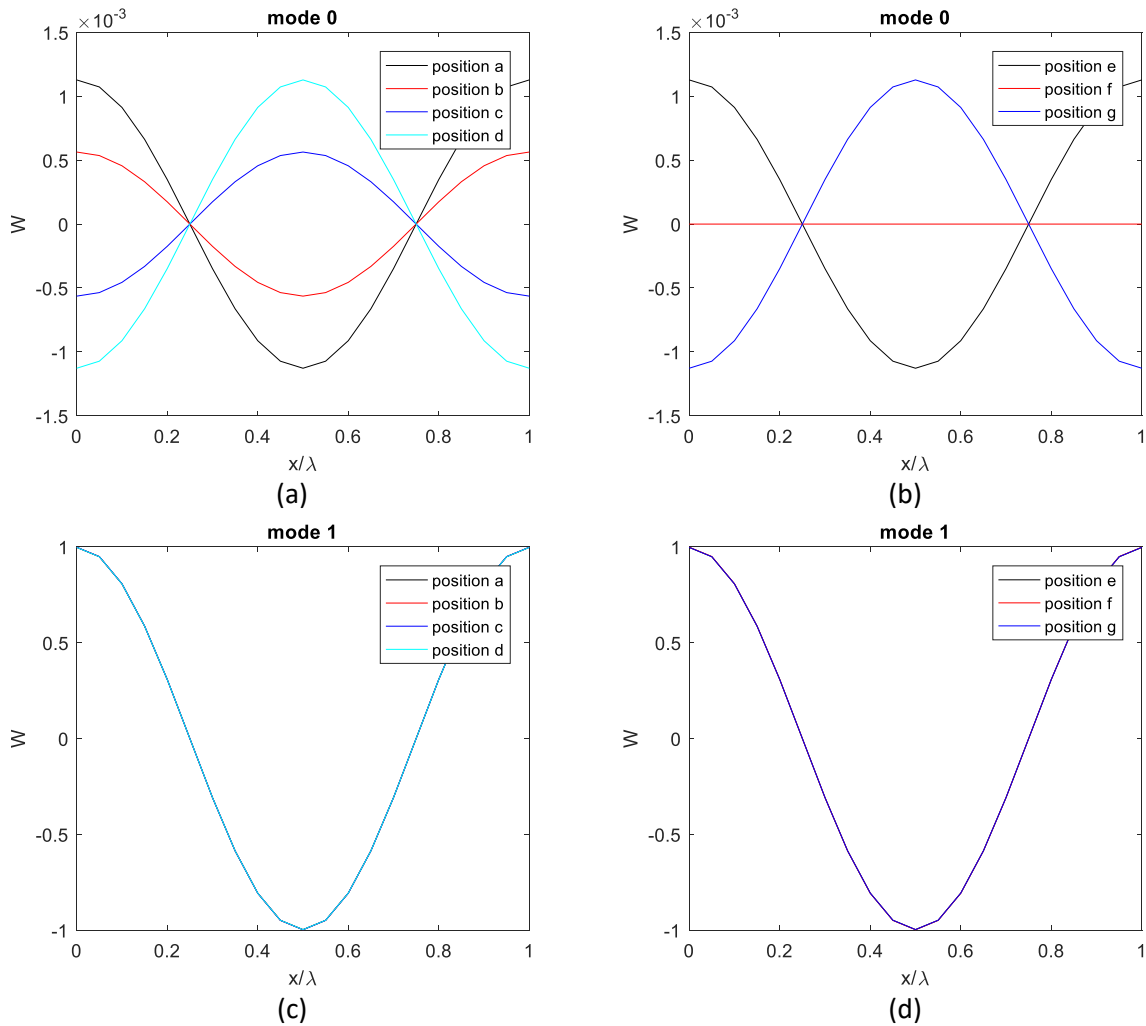 mode 0
×10-3
1.5
1
0.5
0
-0.5
-1
-1.5
W
0 0.2 0.4 0.6 0.8 1
x/λ
position a
position b
position c
position d
(a)
mode 0
×10-3
1.5
1
0.5
0
-0.5
-1
-1.5
W
0 0.2 0.4 0.6 0.8 1
x/λ
position e
position f
position g
(b)
mode 1
1
0.5
0
-0.5
-1
W
0 0.2 0.4 0.6 0.8 1
x/λ
position a
position b
position c
position d
(c)
mode 1
1
0.5
0
-0.5
-1
W
0 0.2 0.4 0.6 0.8 1
x/λ
position e
position f
position g
(d)